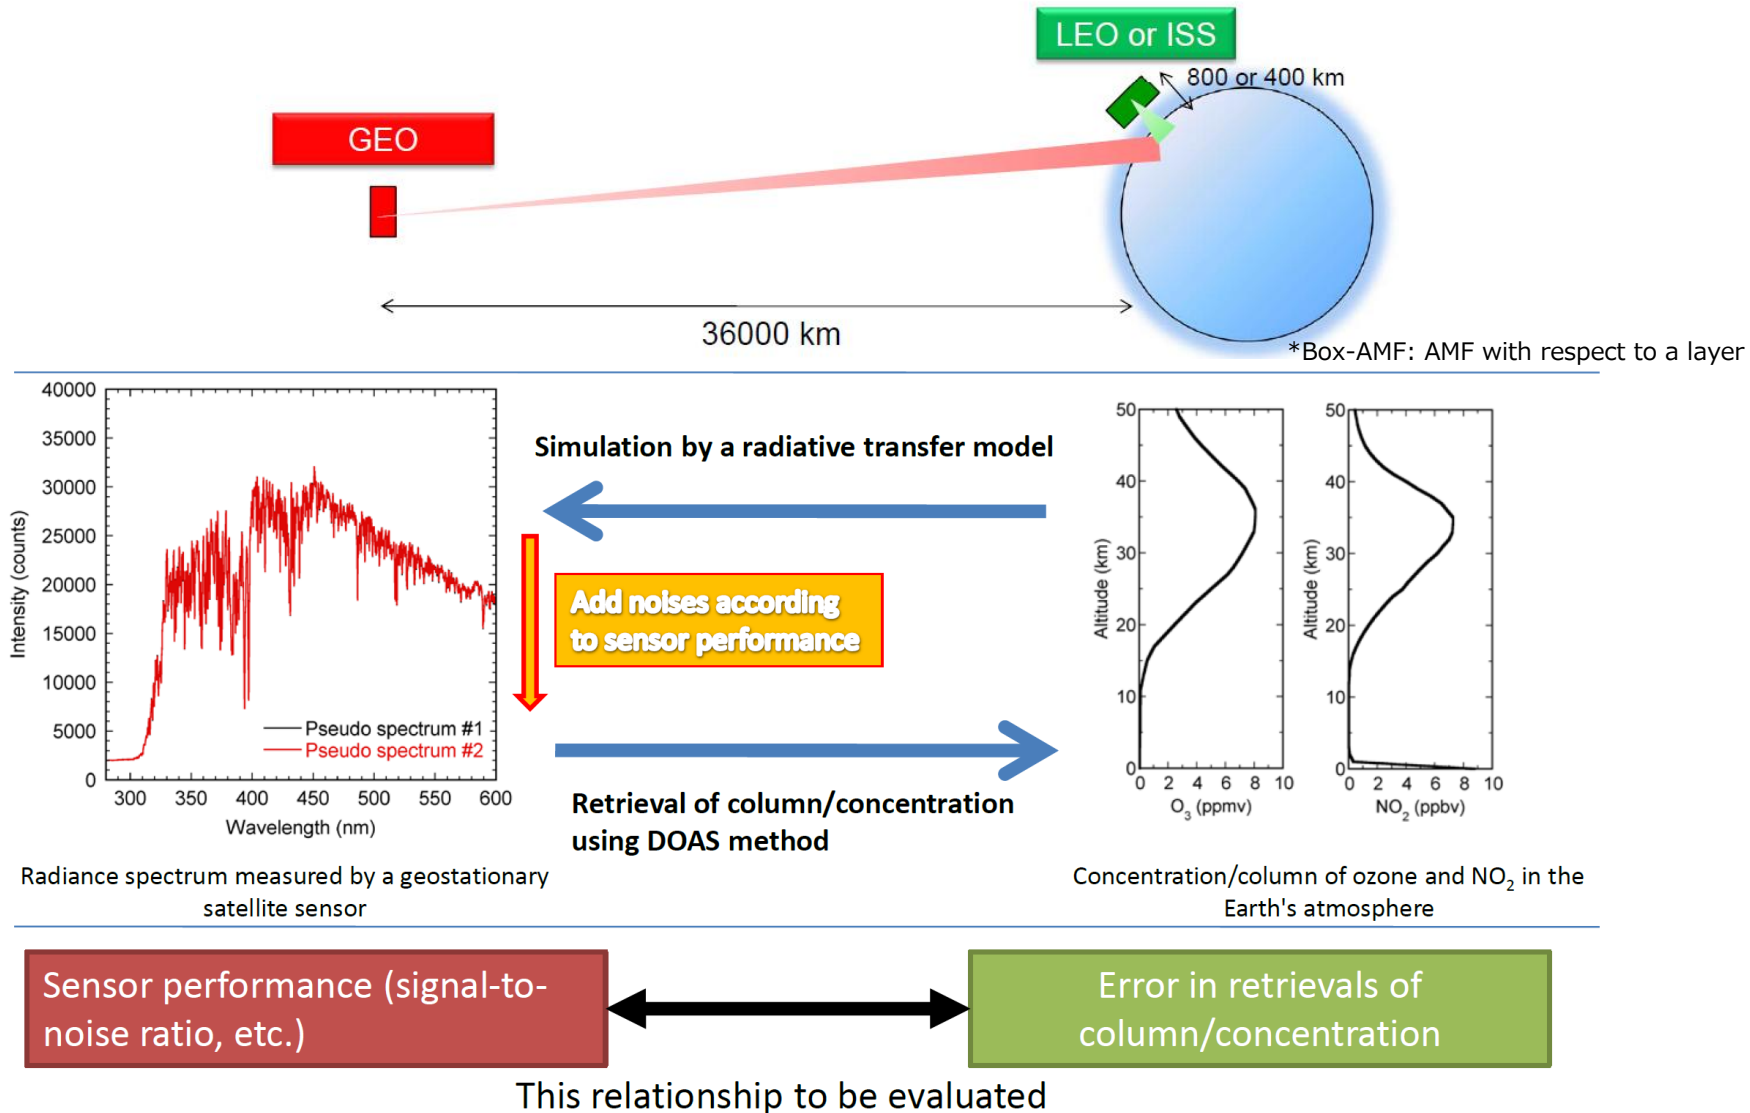 LEO or ISS
800 or 400 km
GEO
36000 km
*Box-AMF: AMF with respect to a layer
40000
35000
30000
25000
20000
15000
10000
5000
0
Intensity (counts)
Pseudo spectrum #1
Pseudo spectrum #2
300 350 400 450 500 550 600
Wavelength (nm)
Radiance spectrum measured by a geostationary
satellite sensor
Simulation by a radiative transfer model
Add noises according
to sensor performance
Retrieval of column/concentration
using DOAS method
50
40
30
20
10
0
Altitude (km)
0 2 4 6 8 10
O₃ (ppmv)
50
40
30
20
10
0
Altitude (km)
0 2 4 6 8 10
NO₂ (ppbv)
Concentration/column of ozone and NO₂ in the
Earth's atmosphere
Sensor performance (signal-to-
noise ratio, etc.)
Error in retrievals of
column/concentration
This relationship to be evaluated